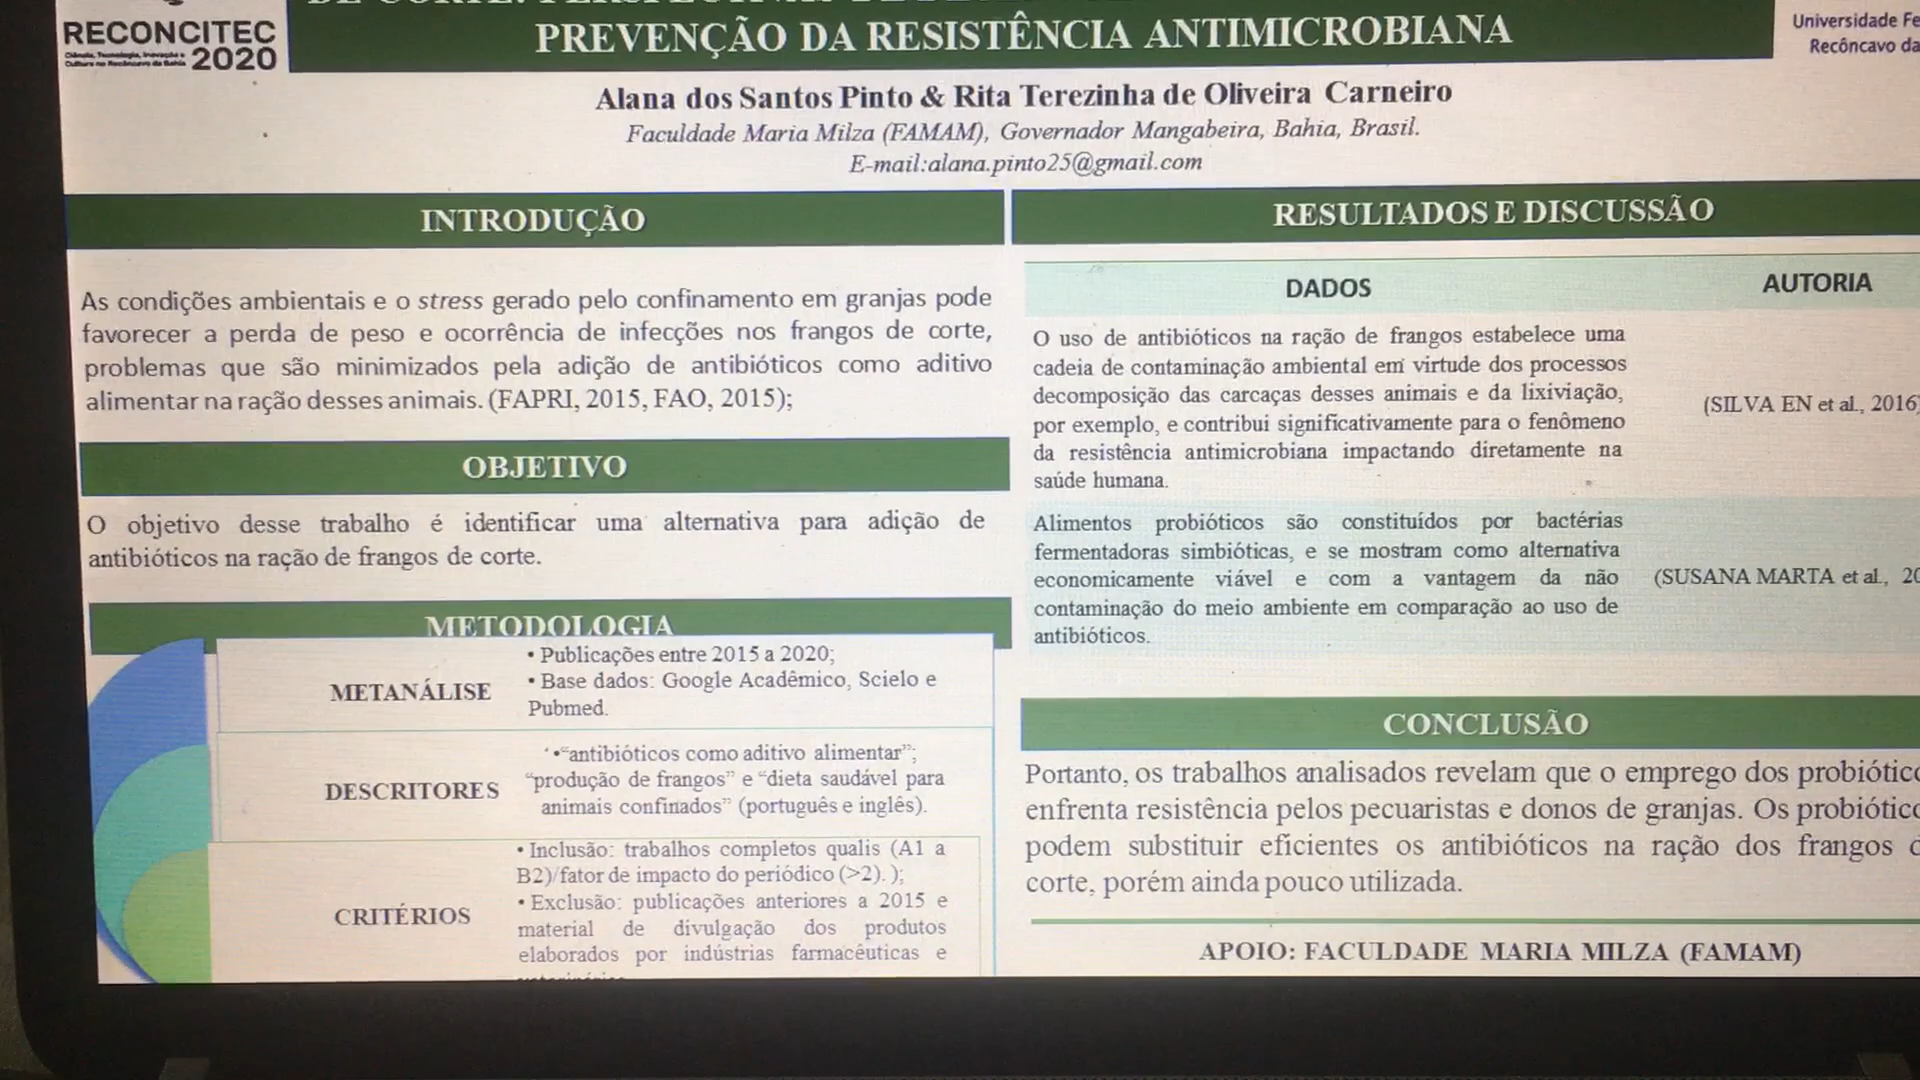 RECONCITEC
Ciência, Tecnologia, Inovação e
Cultura no Recôncavo da Bahia
2020
PREVENÇÃO DA RESISTÊNCIA ANTIMICROBIANA
Universidade Fe
Recôncavo da
Alana dos Santos Pinto & Rita Terezinha de Oliveira Carneiro
Faculdade Maria Milza (FAMAM), Governador Mangabeira, Bahia, Brasil.
E-mail:alana.pinto25@gmail.com
INTRODUÇÃO
As condições ambientais e o stress gerado pelo confinamento em granjas pode
favorecer a perda de peso e ocorrência de infecções nos frangos de corte,
problemas que são minimizados pela adição de antibióticos como aditivo
alimentar na ração desses animais. (FAPRI, 2015, FAO, 2015);
OBJETIVO
O objetivo desse trabalho é identificar uma alternativa para adição de
antibióticos na ração de frangos de corte.
METODOLOGIA
METANÁLISE
• Publicações entre 2015 a 2020;
• Base dados: Google Acadêmico, Scielo e
Pubmed.
DESCRITORES
•“antibióticos como aditivo alimentar”;
“produção de frangos” e “dieta saudável para
animais confinados” (português e inglês).
CRITÉRIOS
• Inclusão: trabalhos completos qualis (A1 a
B2)/fator de impacto do periódico (>2). );
• Exclusão: publicações anteriores a 2015 e
material de divulgação dos produtos
elaborados por indústrias farmacêuticas e
RESULTADOS E DISCUSSÃO
DADOS
AUTORIA
O uso de antibióticos na ração de frangos estabelece uma
cadeia de contaminação ambiental em virtude dos processos
decomposição das carcaças desses animais e da lixiviação,
por exemplo, e contribui significativamente para o fenômeno
da resistência antimicrobiana impactando diretamente na
saúde humana.
(SILVA EN et al., 2016)
Alimentos probióticos são constituídos por bactérias
fermentadoras simbióticas, e se mostram como alternativa
economicamente viável e com a vantagem da não
contaminação do meio ambiente em comparação ao uso de
antibióticos.
(SUSANA MARTA et al., 20
CONCLUSÃO
Portanto, os trabalhos analisados revelam que o emprego dos probiótico
enfrenta resistência pelos pecuaristas e donos de granjas. Os probiótico
podem substituir eficientes os antibióticos na ração dos frangos d
corte, porém ainda pouco utilizada.
APOIO: FACULDADE MARIA MILZA (FAMAM)